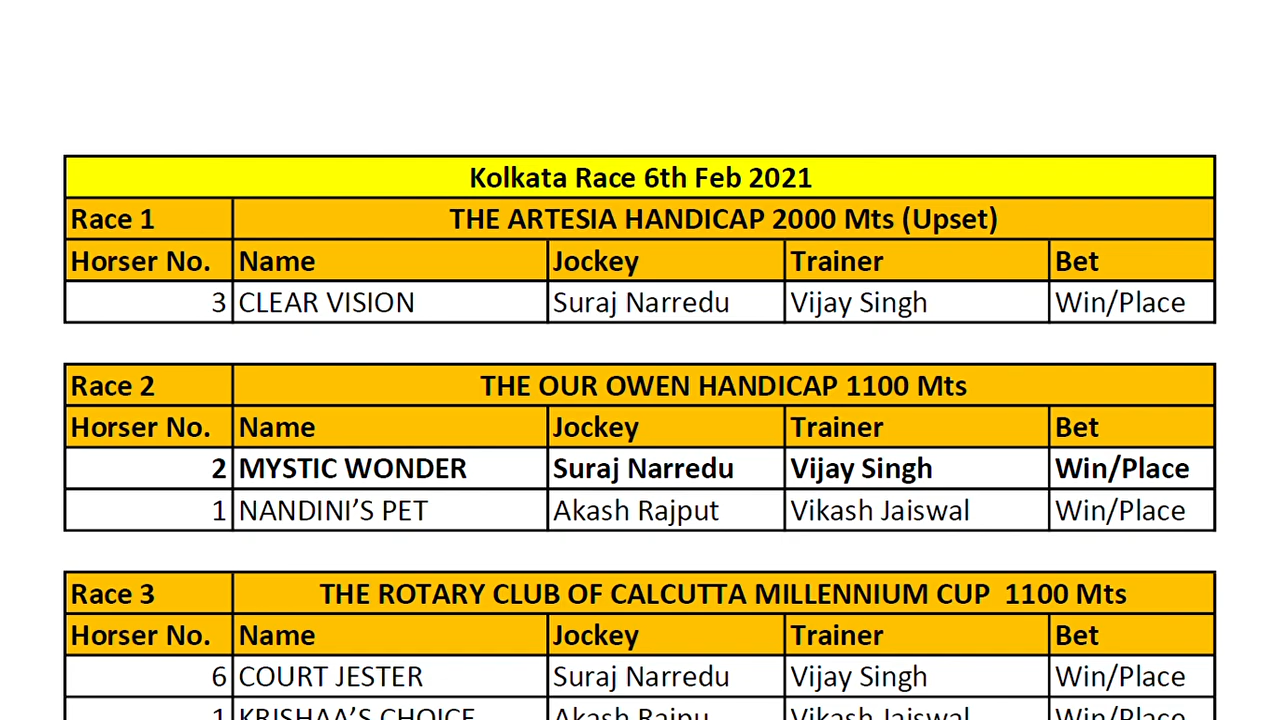 Kolkata Race 6th Feb 2021
Race 1 THE ARTESIA HANDICAP 2000 Mts (Upset)
Horser No. Name Jockey Trainer Bet
3 CLEAR VISION Suraj Narredu Vijay Singh Win/Place
Race 2 THE OUR OWEN HANDICAP 1100 Mts
Horser No. Name Jockey Trainer Bet
2 MYSTIC WONDER Suraj Narredu Vijay Singh Win/Place
1 NANDINI’S PET Akash Rajput Vikash Jaiswal Win/Place
Race 3 THE ROTARY CLUB OF CALCUTTA MILLENNIUM CUP 1100 Mts
Horser No. Name Jockey Trainer Bet
6 COURT JESTER Suraj Narredu Vijay Singh Win/Place
1 KRISHAA’S CHOICE Akash Vikash Jaiswal Win/Place